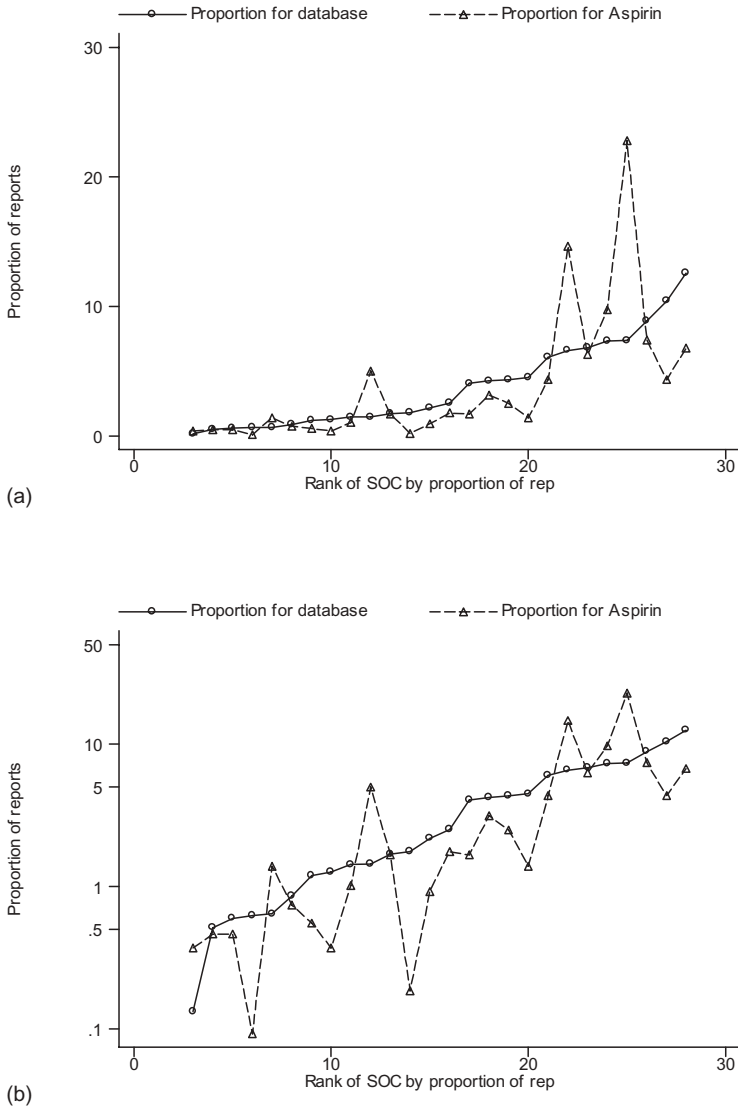 Proportion for database Proportion for Aspirin
30
20
10
0
Proportion of reports
0 10 20 30
Rank of SOC by proportion of rep
(a)
Proportion for database Proportion for Aspirin
50
10
5
1
.5
.1
Proportion of reports
0 10 20 30
Rank of SOC by proportion of rep
(b)